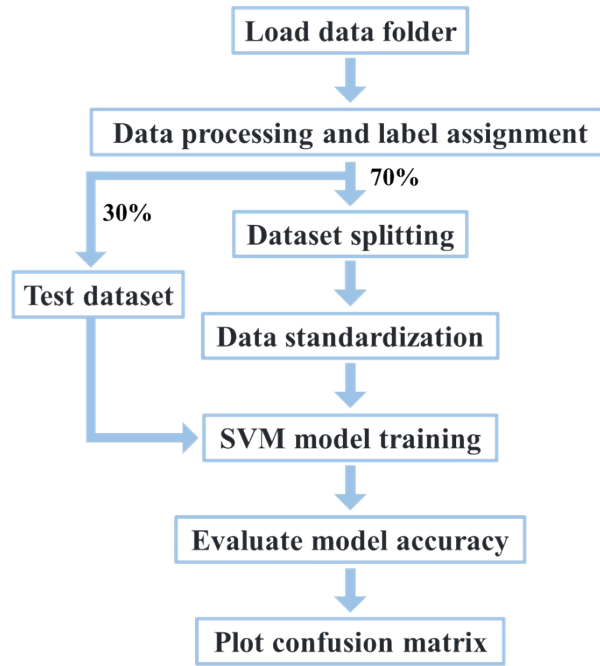 Load data folder
Data processing and label assignment
70%
30%
Dataset splitting
Test dataset
Data standardization
SVM model training
Evaluate model accuracy
Plot confusion matrix